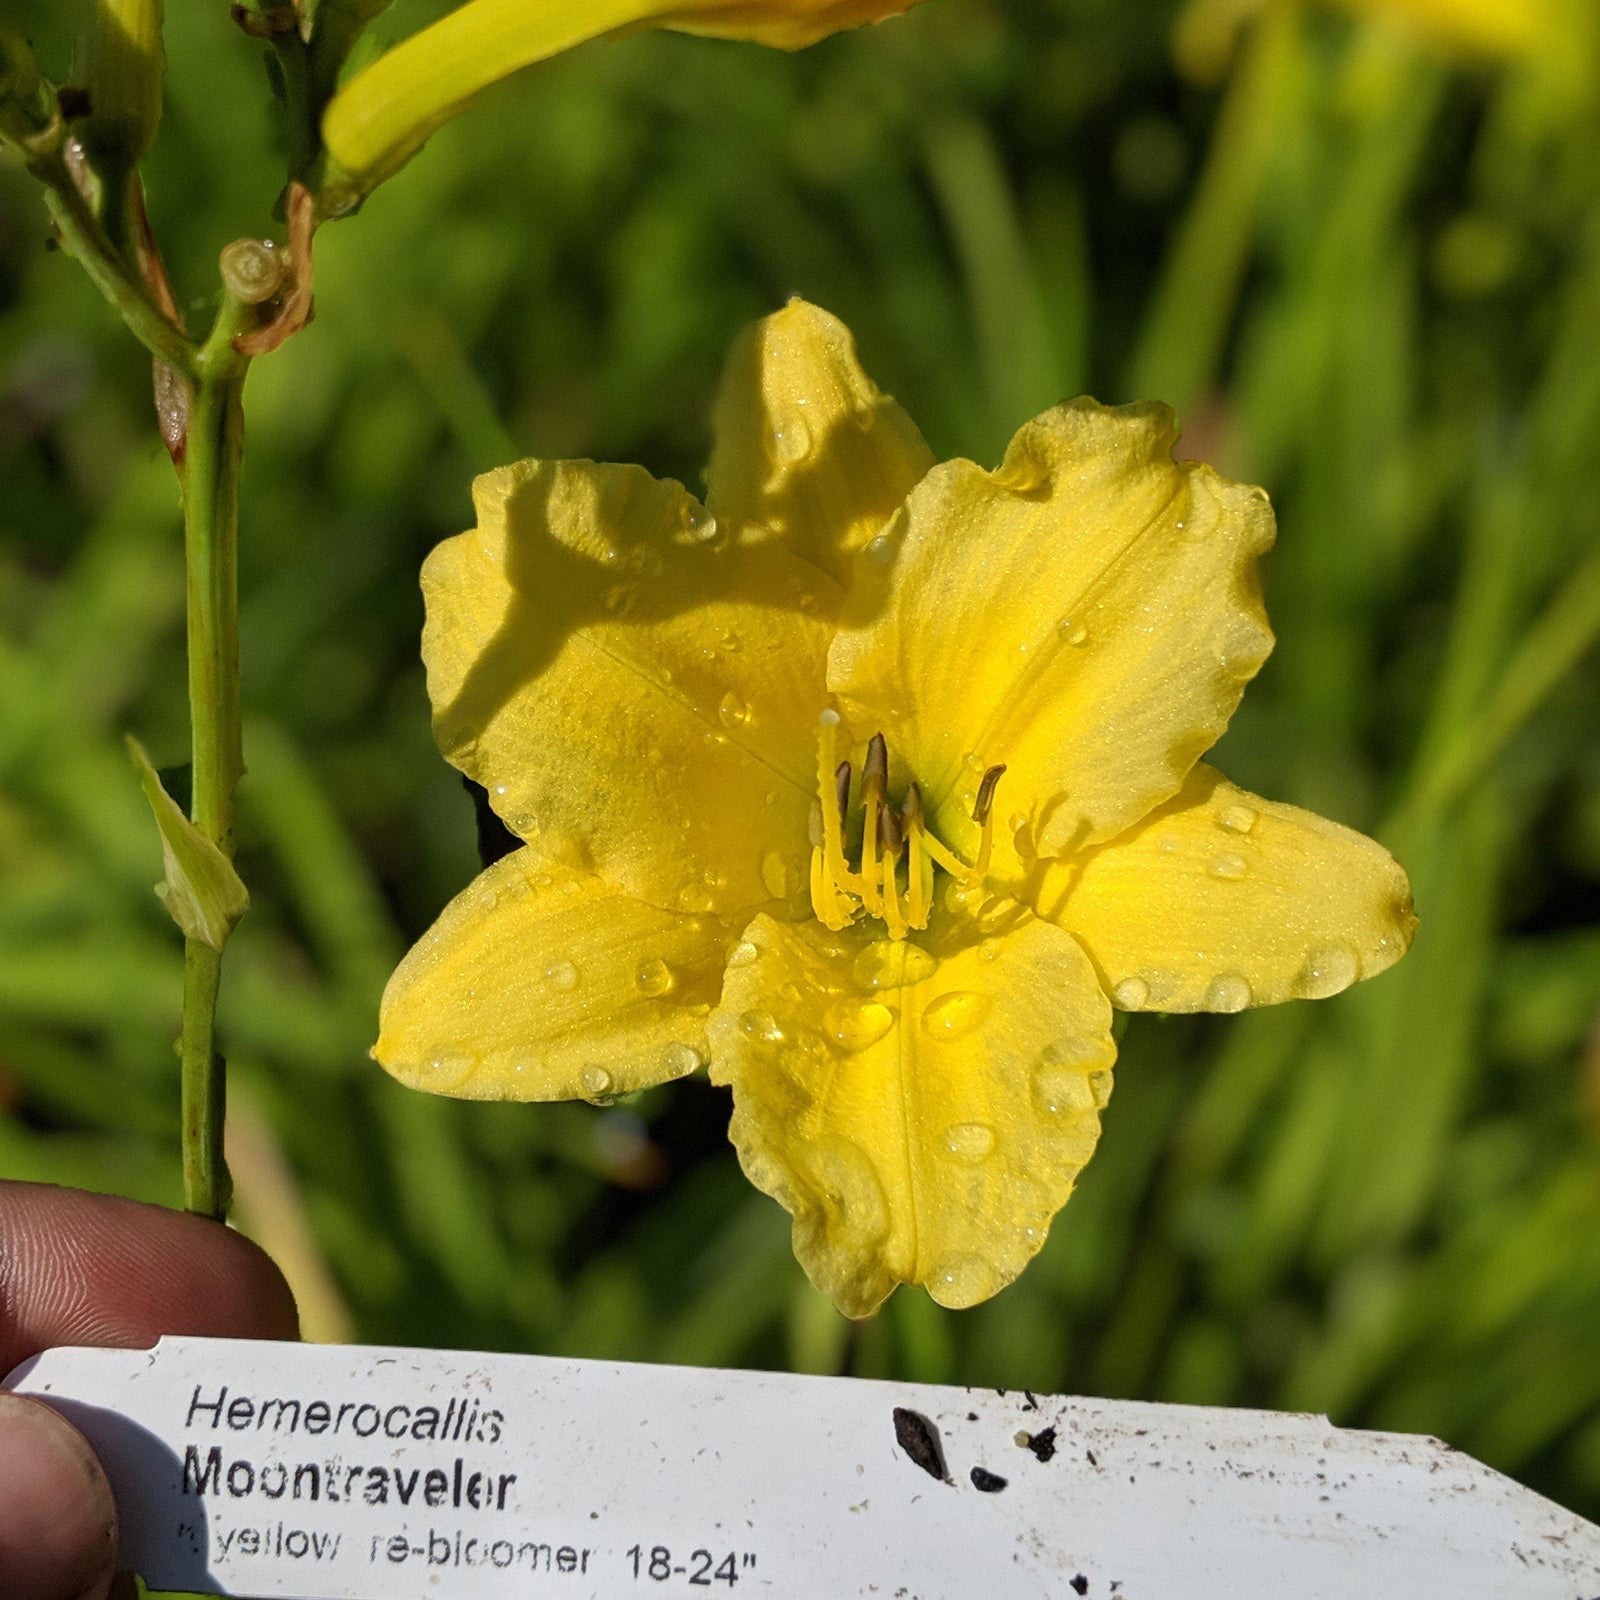 Hemerocallis
Moontraveler
yellow re-bloomer 18-24"